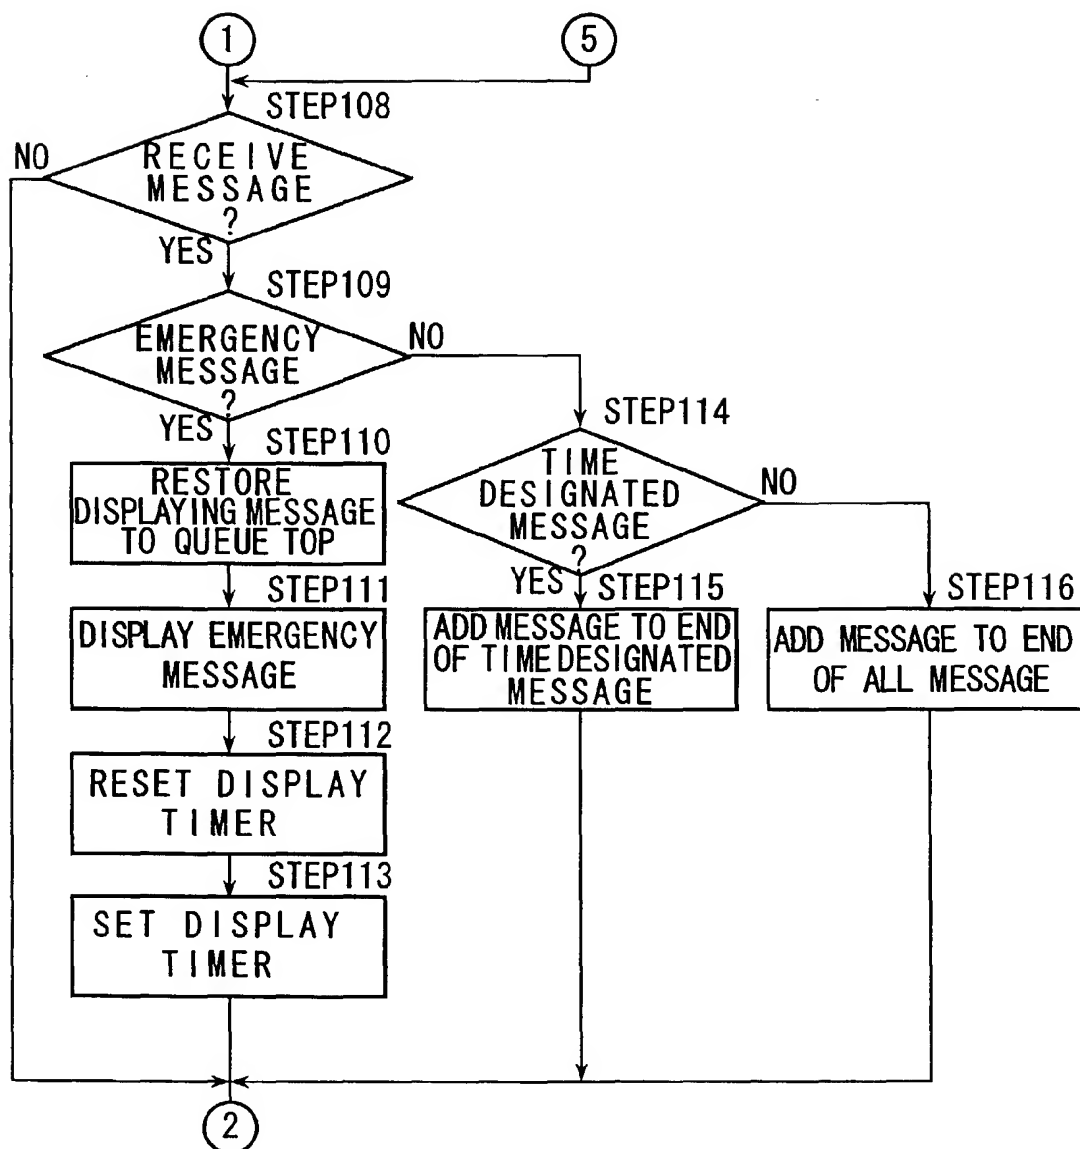 1
5
STEP108
NO
RECEIVE
MESSAGE
?
YES
STEP109
EMERGENCY
MESSAGE
?
NO
YES
STEP110
RESTORE
DISPLAYING MESSAGE
TO QUEUE TOP
STEP111
DISPLAY EMERGENCY
MESSAGE
STEP112
RESET DISPLAY
TIMER
STEP113
SET DISPLAY
TIMER
STEP114
TIME
DESIGNATED
MESSAGE
?
NO
YES
STEP115
ADD MESSAGE TO END
OF TIME DESIGNATED
MESSAGE
STEP116
ADD MESSAGE TO END
OF ALL MESSAGE
2